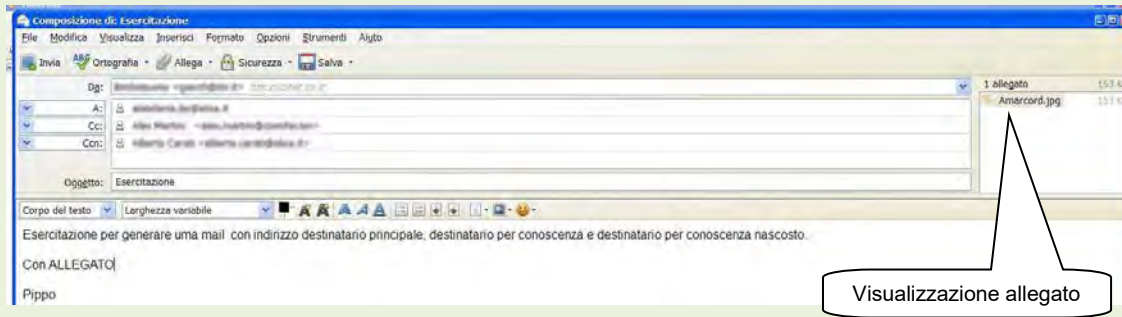 Composizione di: Esercitazione
File Modifica Visualizza Inserisci Formato Opzioni Strumenti Aiuto
Invia Ortografia Allega Sicurezza Salva
Da:
1 allegato 153
A:
Amarcord.jpg 153
Cc:
Ccn:
Oggetto: Esercitazione
Corpo del testo Larghezza variabile
Esercitazione per generare uma mail con indirizzo destinatario principale, destinatario per conoscenza e destinatario per conoscenza nascosto.
Con ALLEGATO
Pippo
Visualizzazione allegato